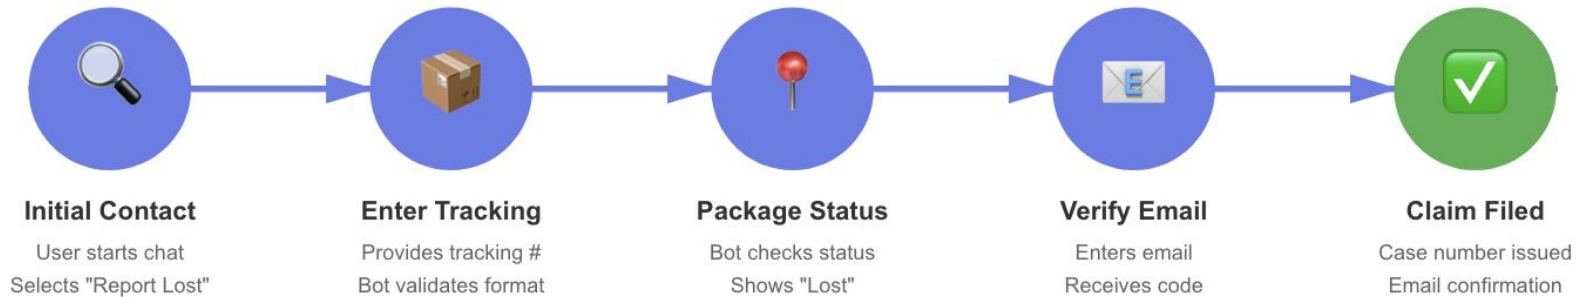 E
Initial Contact
User starts chat
Selects "Report Lost"
Enter Tracking
Provides tracking #
Bot validates format
Package Status
Bot checks status
Shows "Lost"
Verify Email
Enters email
Receives code
Claim Filed
Case number issued
Email confirmation